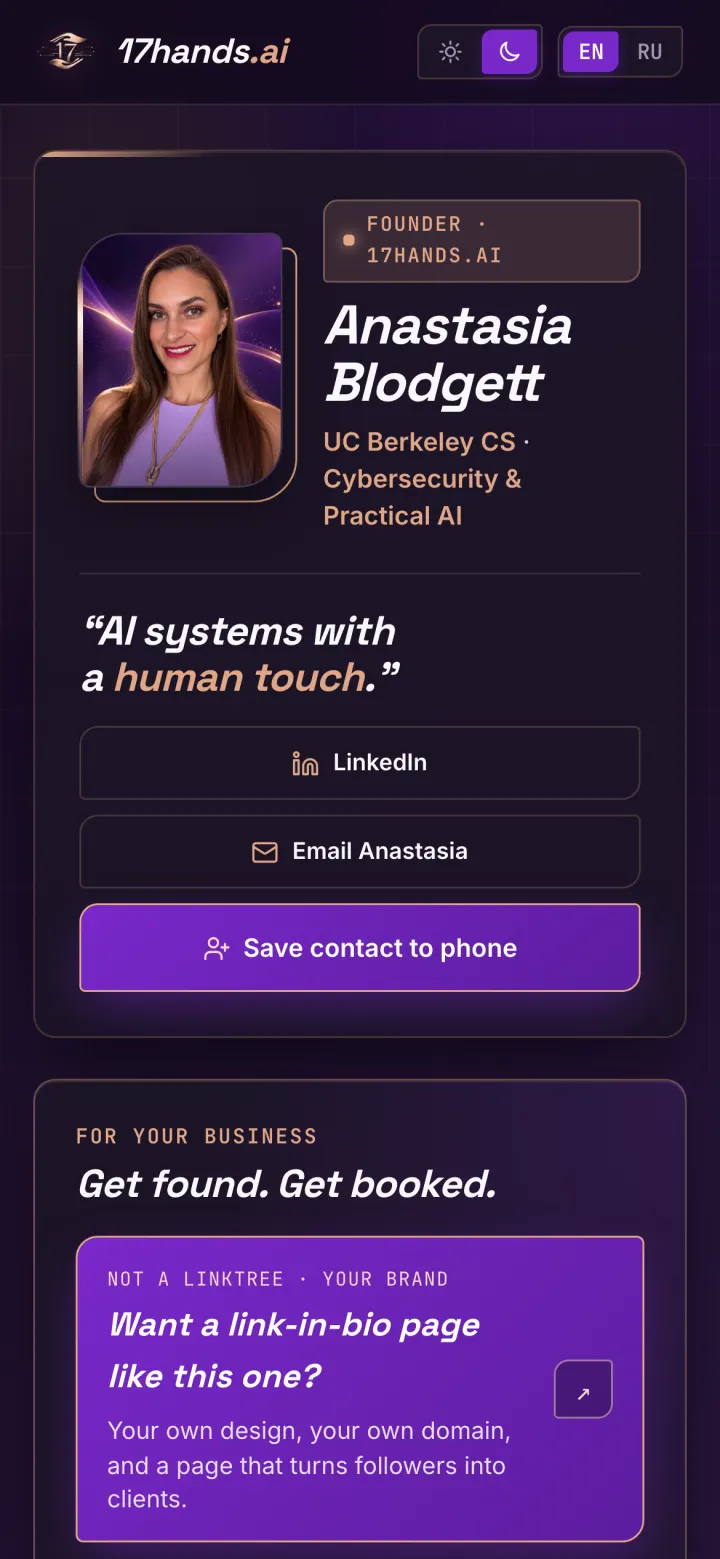 17
17hands.ai
EN
RU
FOUNDER ·
17HANDS.AI
Anastasia
Blodgett
UC Berkeley CS ·
Cybersecurity &
Practical AI
“AI systems with
a human touch.”
LinkedIn
Email Anastasia
Save contact to phone
FOR YOUR BUSINESS
Get found. Get booked.
NOT A LINKTREE · YOUR BRAND
Want a link-in-bio page
like this one?
Your own design, your own domain,
and a page that turns followers into
clients.